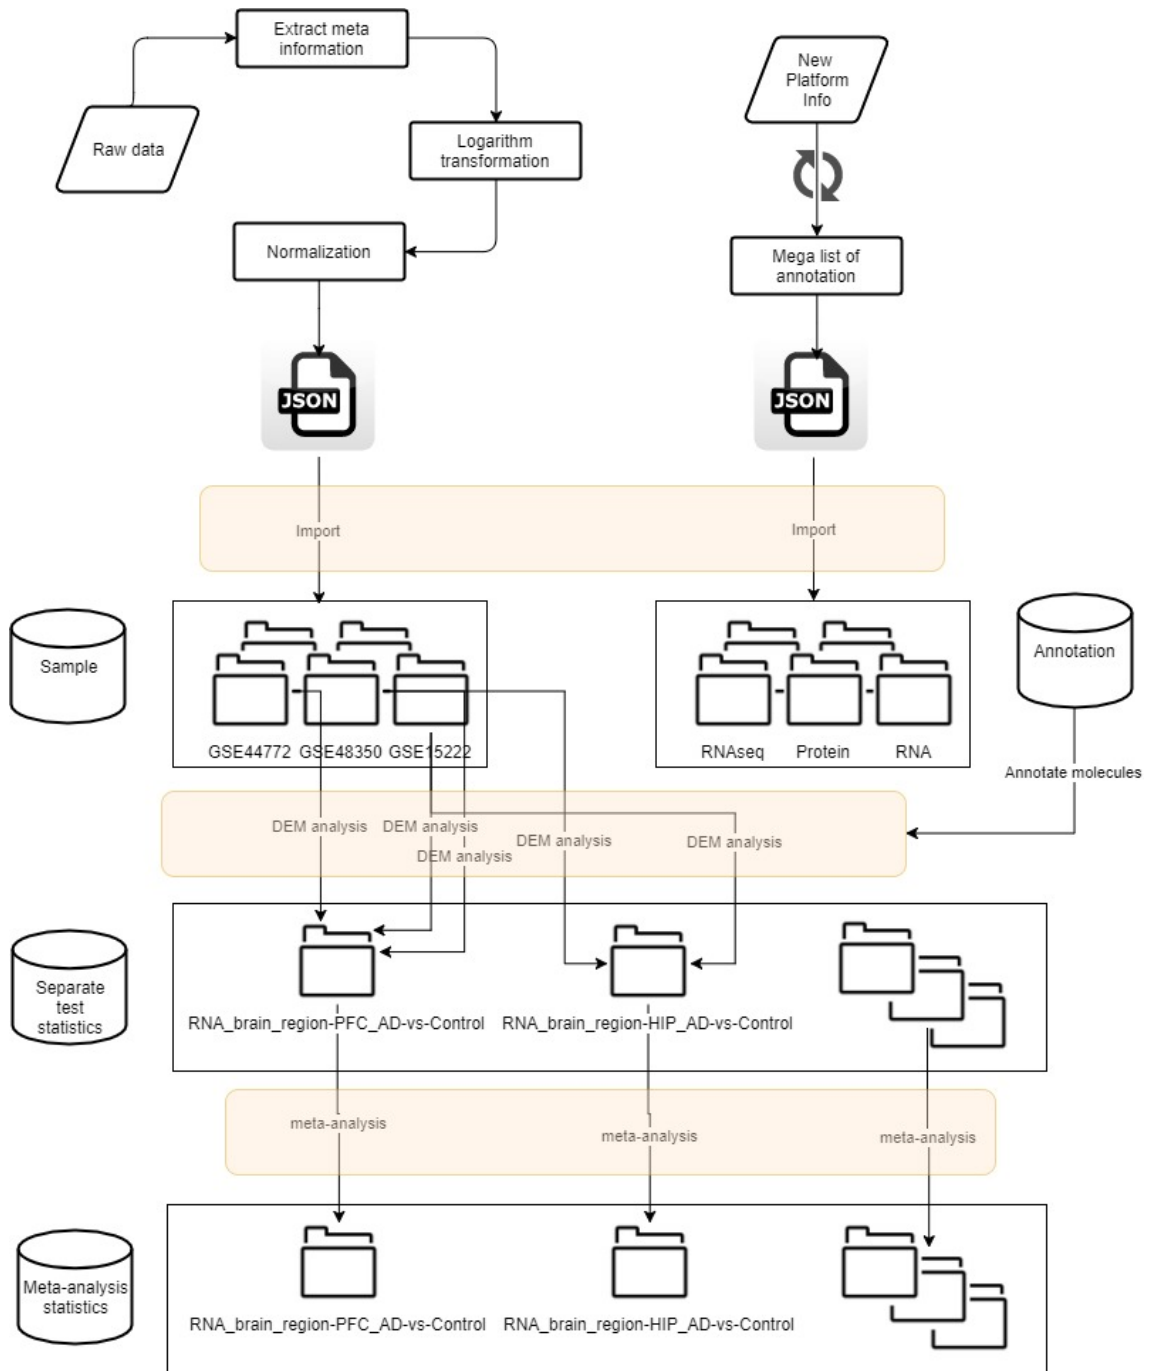 Extract meta
information
New
Platform
Info
Raw data
Logarithm
transformation
Normalization
Mega list of
annotation
JSON
JSON
Import
Import
Sample
Annotation
GSE44772
GSE48350
GSE15222
RNAseq
Protein
RNA
Annotate molecules
DEM analysis
DEM analysis
DEM analysis
DEM analysis
DEM analysis
Separate
test
statistics
RNA_brain_region-PFC_AD-vs-Control
RNA_brain_region-HIP_AD-vs-Control
meta-analysis
meta-analysis
meta-analysis
Meta-analysis
statistics
RNA_brain_region-PFC_AD-vs-Control
RNA_brain_region-HIP_AD-vs-Control